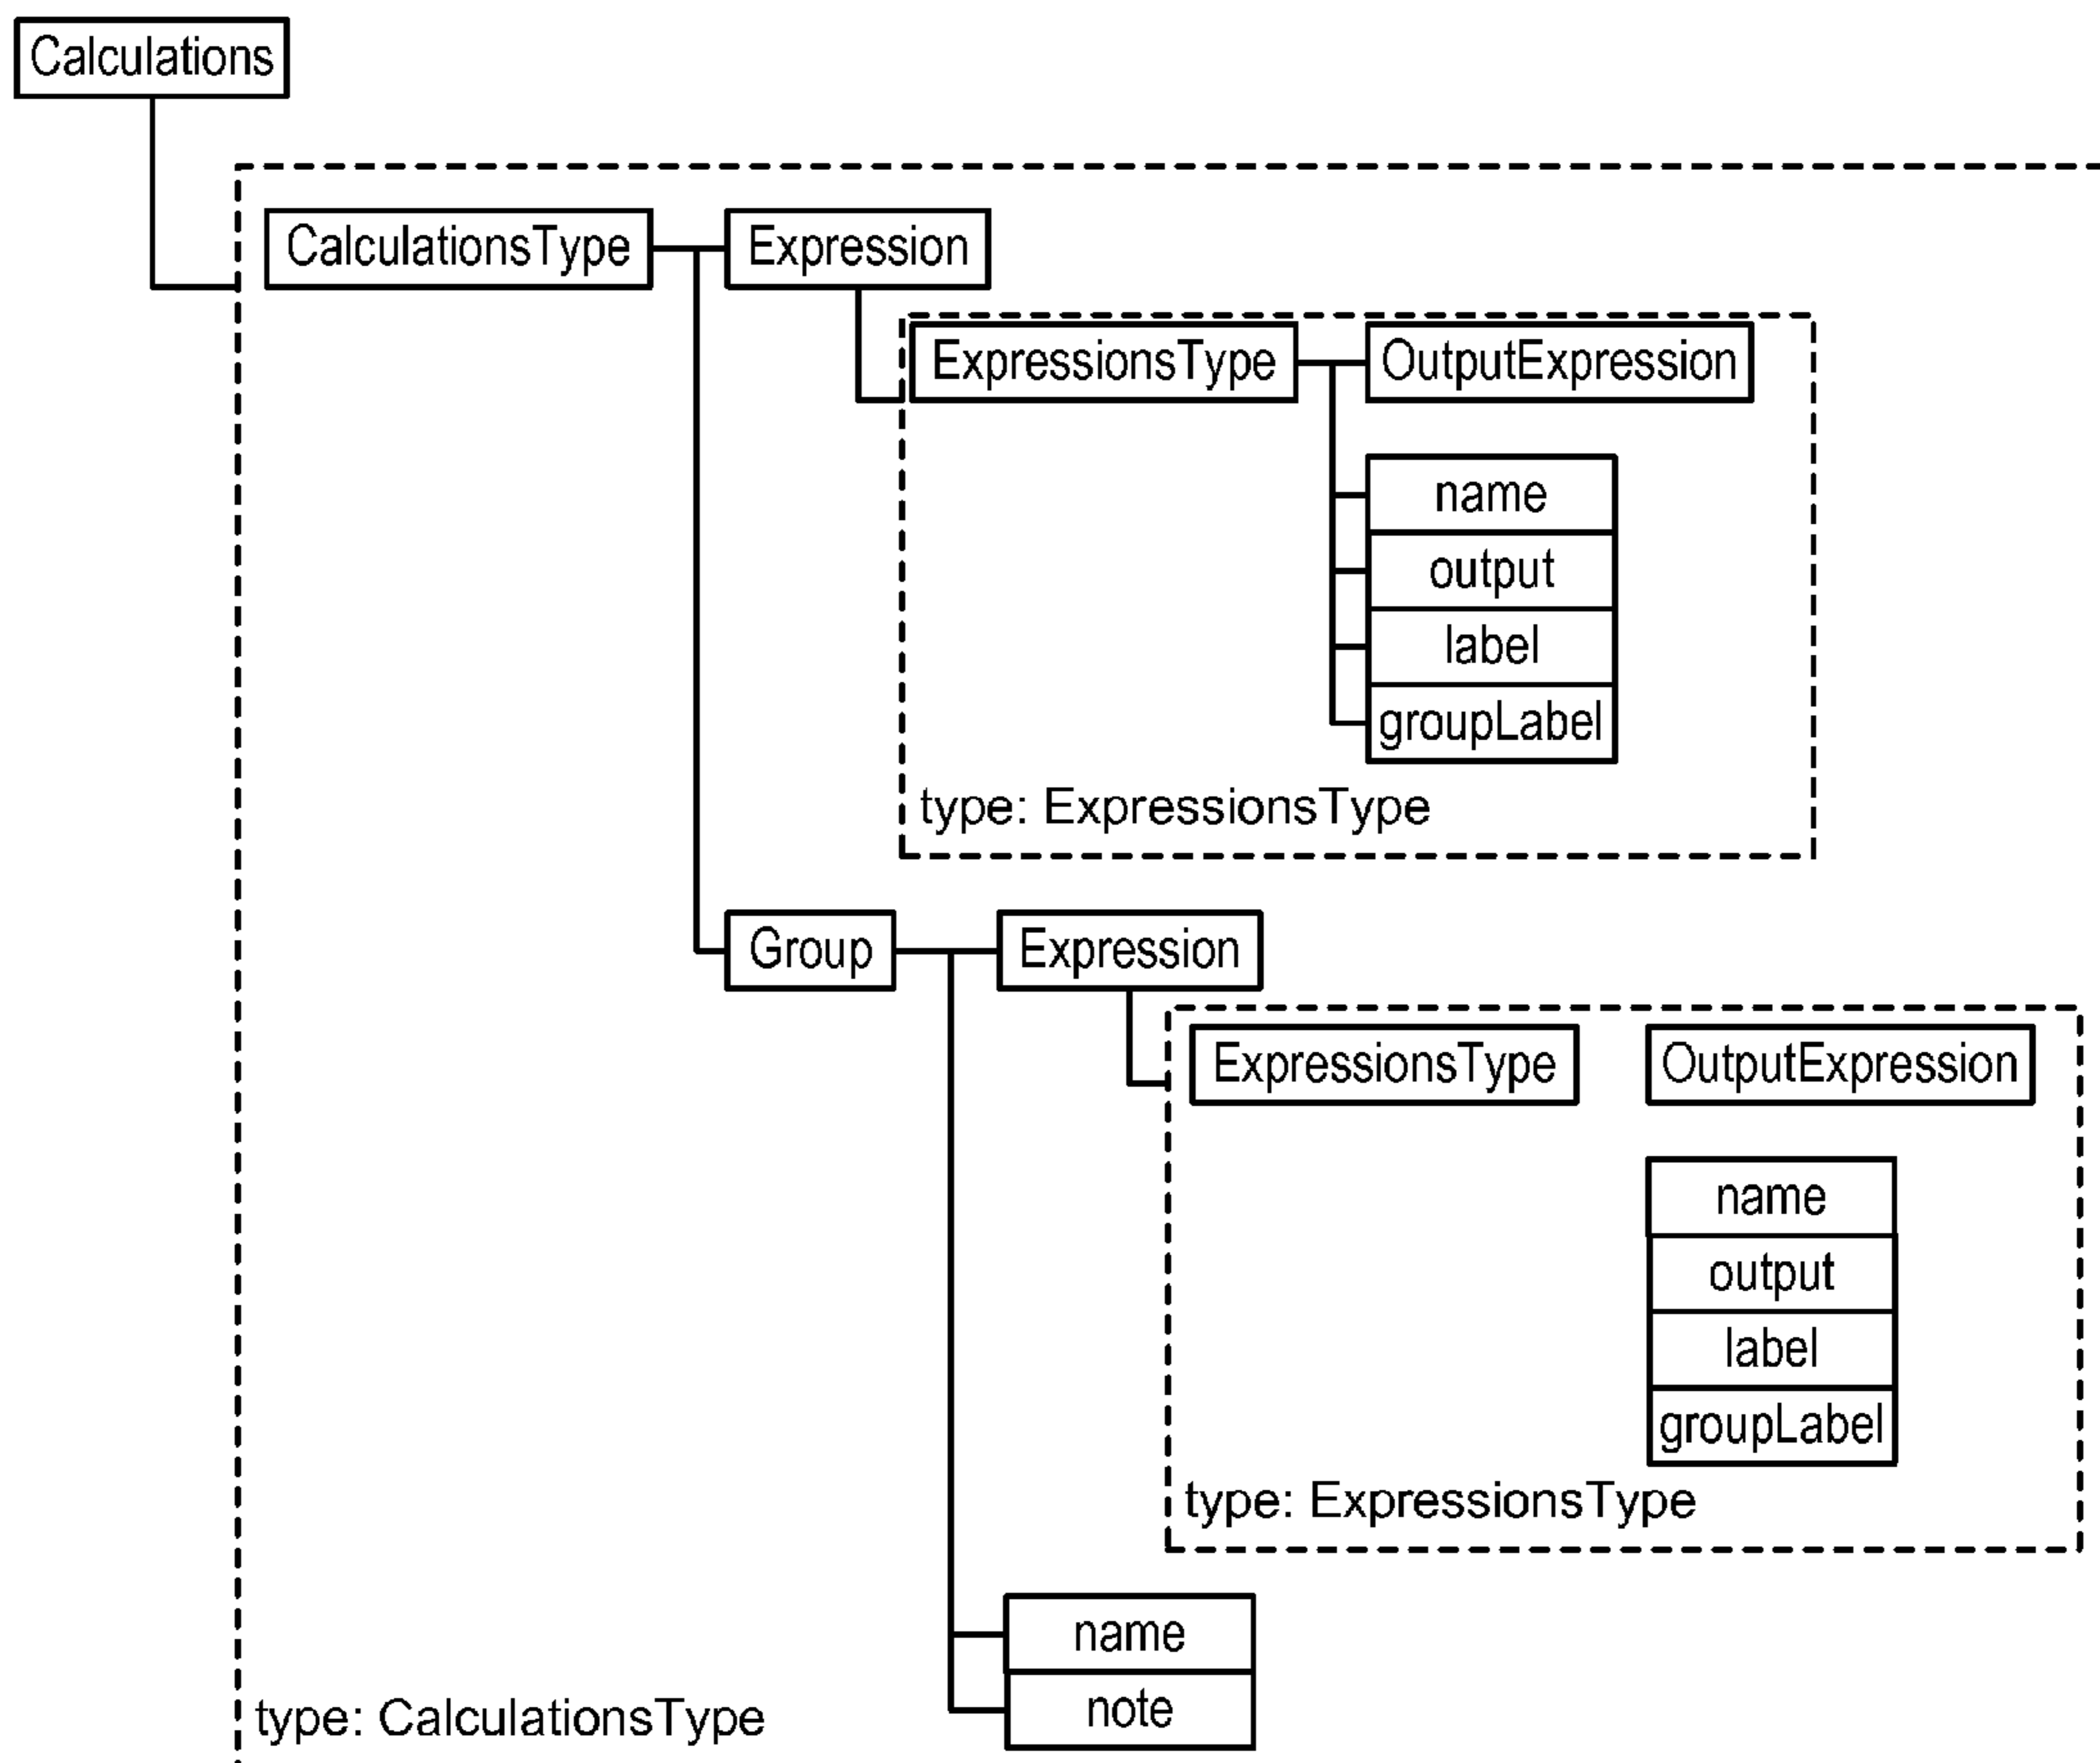 Calculations
CalculationsType
Expression
ExpressionsType
OutputExpression
name
output
label
groupLabel
type: ExpressionsType
Group
Expression
ExpressionsType
OutputExpression
name
output
label
groupLabel
type: ExpressionsType
name
note
type: CalculationsType